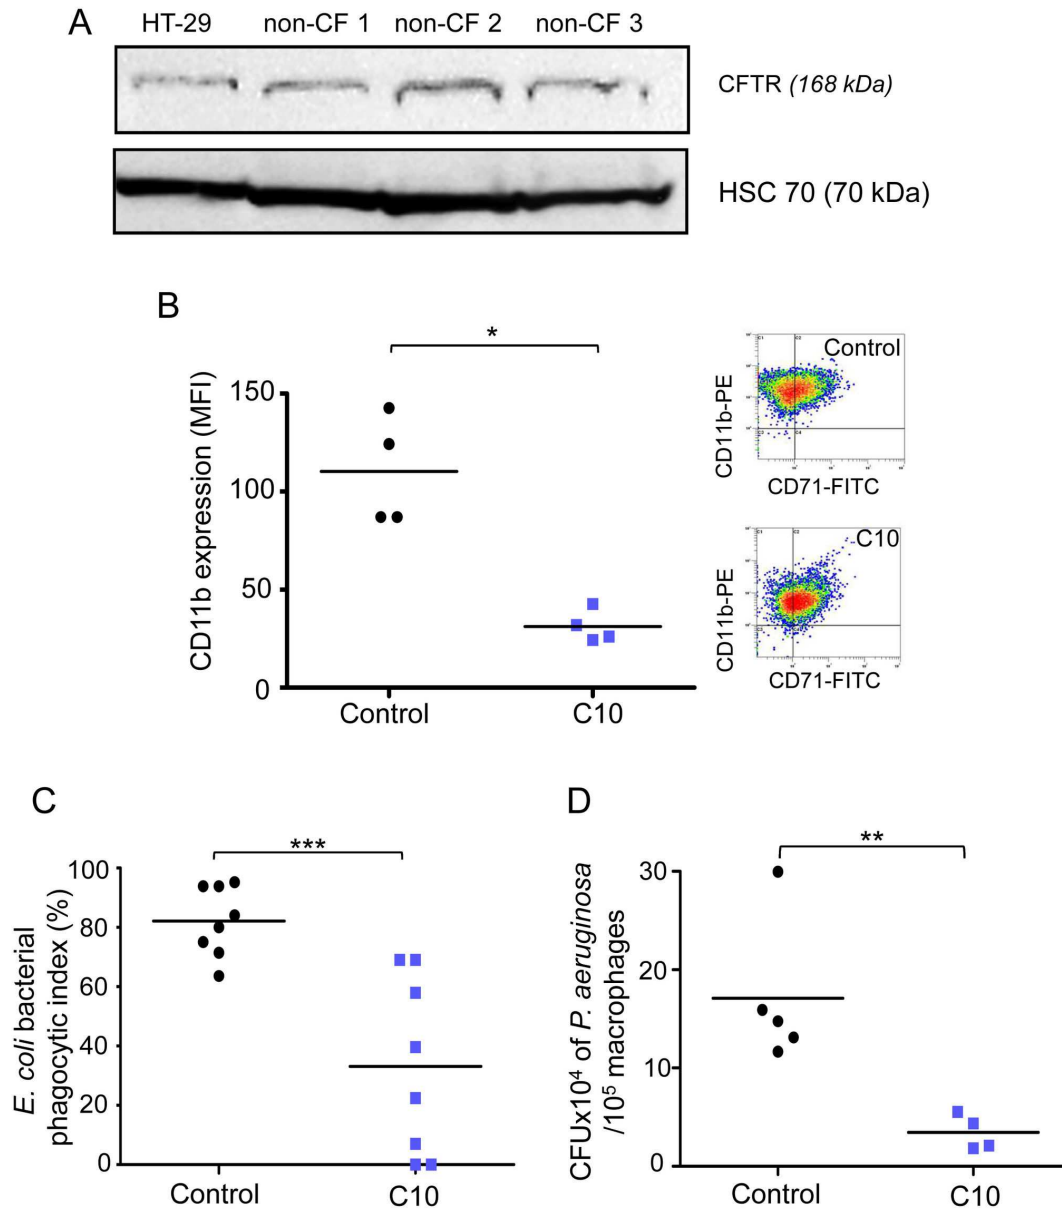 A
HT-29 non-CF 1 non-CF 2 non-CF 3
CFTR (168 kDa)
HSC 70 (70 kDa)
B
*
CD11b expression (MFI)
150
100
50
0
Control C10
Control
CD11b-PE
CD71-FITC
C10
CD11b-PE
CD71-FITC
C
***
E. coli bacterial
phagocytic index (%)
100
80
60
40
20
0
Control C10
D
**
CFUx10⁴ of P. aeruginosa
/10⁵ macrophages
30
20
10
0
Control C10